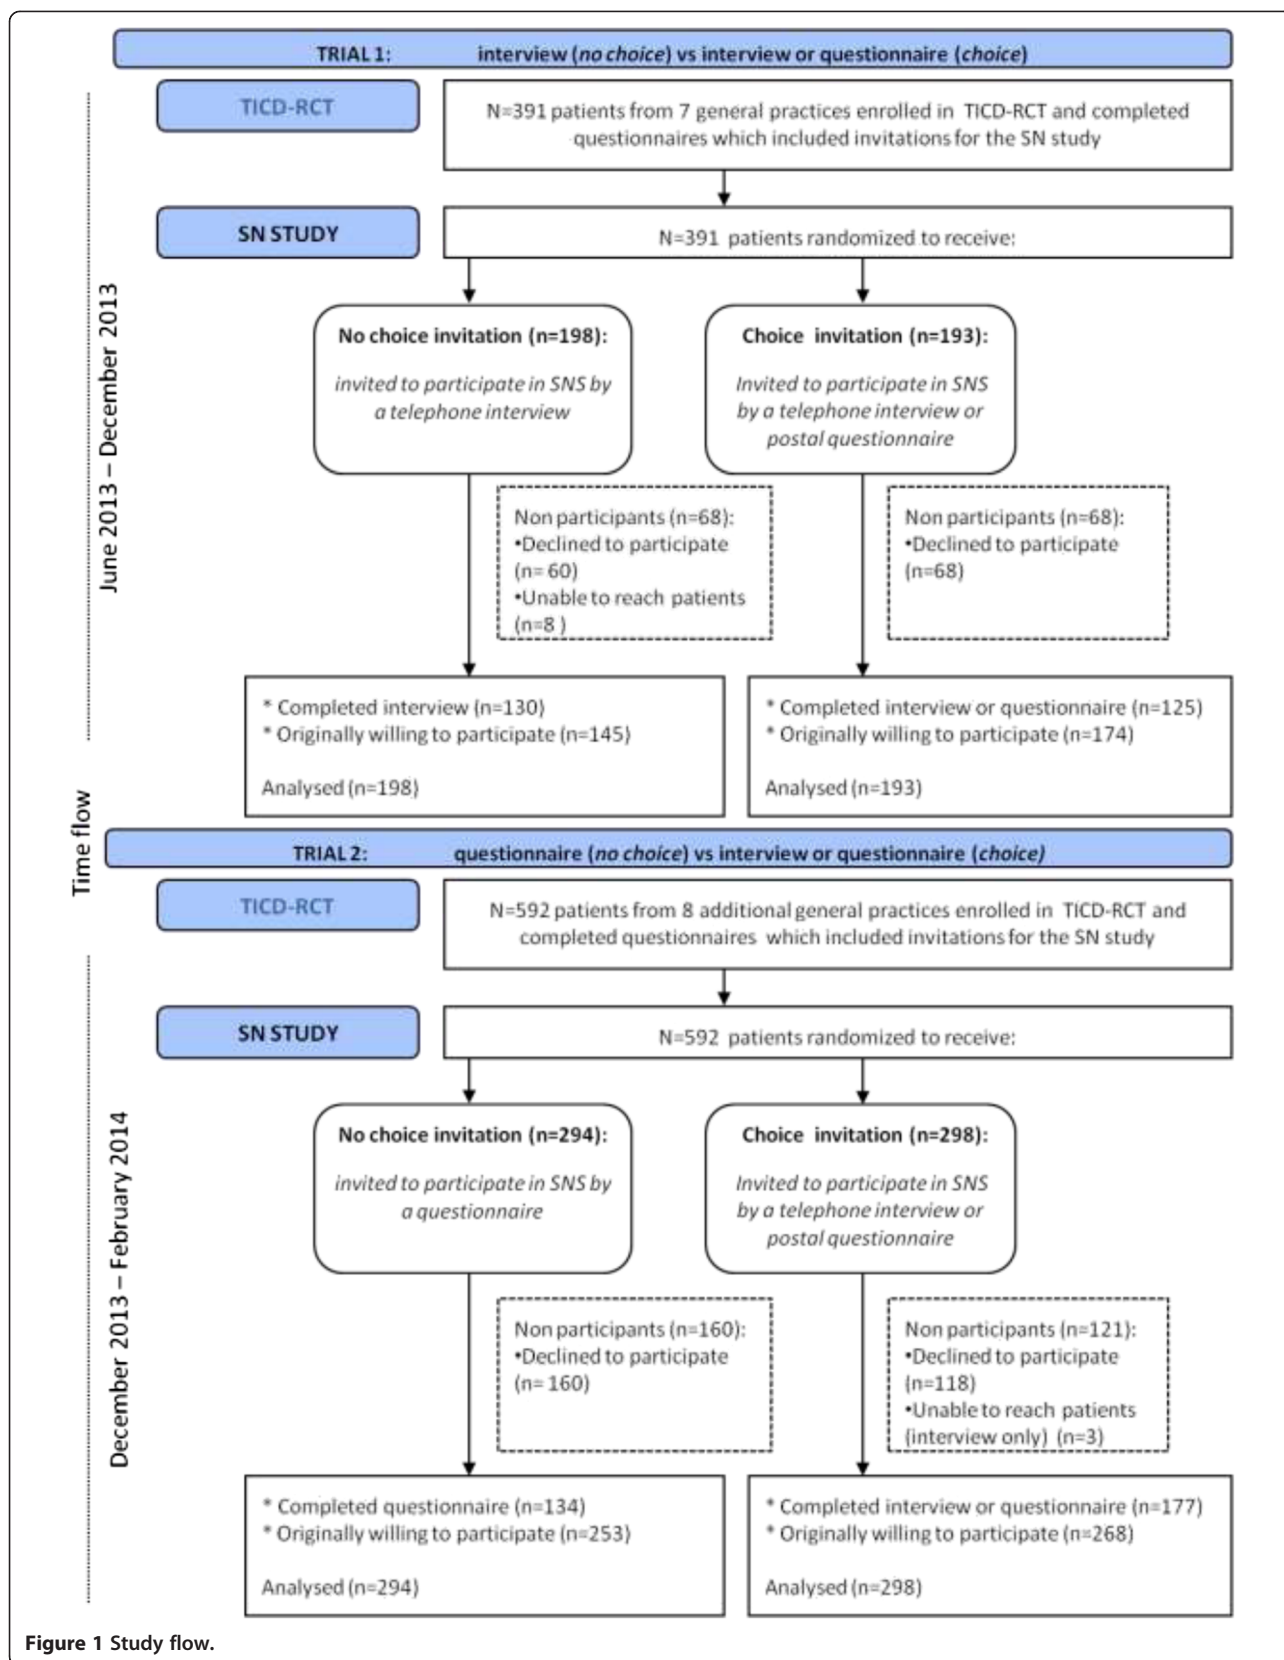 TRIAL 1: interview (no choice) vs interview or questionnaire (choice)
TICD-RCT
N=391 patients from 7 general practices enrolled in TICD-RCT and completed
questionnaires which included invitations for the SN study
SN STUDY
N=391 patients randomized to receive:
June 2013 – December 2013
No choice invitation (n=198):
invited to participate in SNS by
a telephone interview
Choice invitation (n=193):
Invited to participate in SNS
by a telephone interview or
postal questionnaire
Non participants (n=68):
•Declined to participate
(n= 60)
•Unable to reach patients
(n=8 )
Non participants (n=68):
•Declined to participate
(n=68)
* Completed interview (n=130)
* Originally willing to participate (n=145)
Analysed (n=198)
* Completed interview or questionnaire (n=125)
* Originally willing to participate (n=174)
Analysed (n=193)
Time flow
TRIAL 2: questionnaire (no choice) vs interview or questionnaire (choice)
TICD-RCT
N=592 patients from 8 additional general practices enrolled in TICD-RCT and
completed questionnaires which included invitations for the SN study
SN STUDY
N=592 patients randomized to receive:
December 2013 – February 2014
No choice invitation (n=294):
invited to participate in SNS by
a questionnaire
Choice invitation (n=298):
Invited to participate in SNS
by a telephone interview or
postal questionnaire
Non participants (n=160):
•Declined to participate
(n= 160)
Non participants (n=121):
•Declined to participate
(n=118)
•Unable to reach patients
(interview only) (n=3)
* Completed questionnaire (n=134)
* Originally willing to participate (n=253)
Analysed (n=294)
* Completed interview or questionnaire (n=177)
* Originally willing to participate (n=268)
Analysed (n=298)
Figure 1 Study flow.